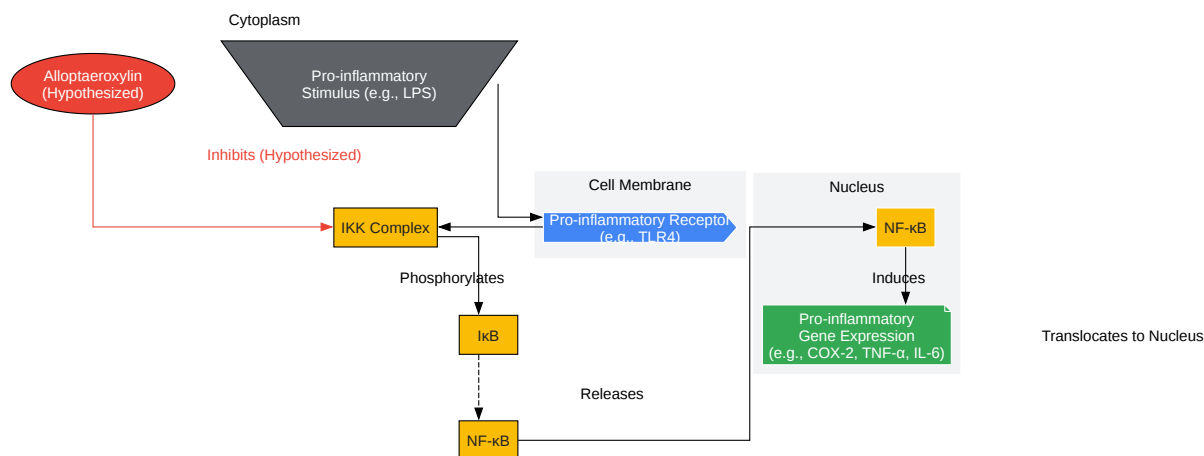 Cytoplasm
Alloptaeroxylin
(Hypothesized)
Pro-inflammatory
Stimulus (e.g., LPS)
Inhibits (Hypothesized)
Cell Membrane
Nucleus
IKK Complex
Pro-inflammatory Receptor
(e.g., TLR4)
NF-κB
Phosphorylates
Induces
IκB
Pro-inflammatory
Gene Expression
(e.g., COX-2, TNF-α, IL-6)
Translocates to Nucleus
Releases
NF-κB